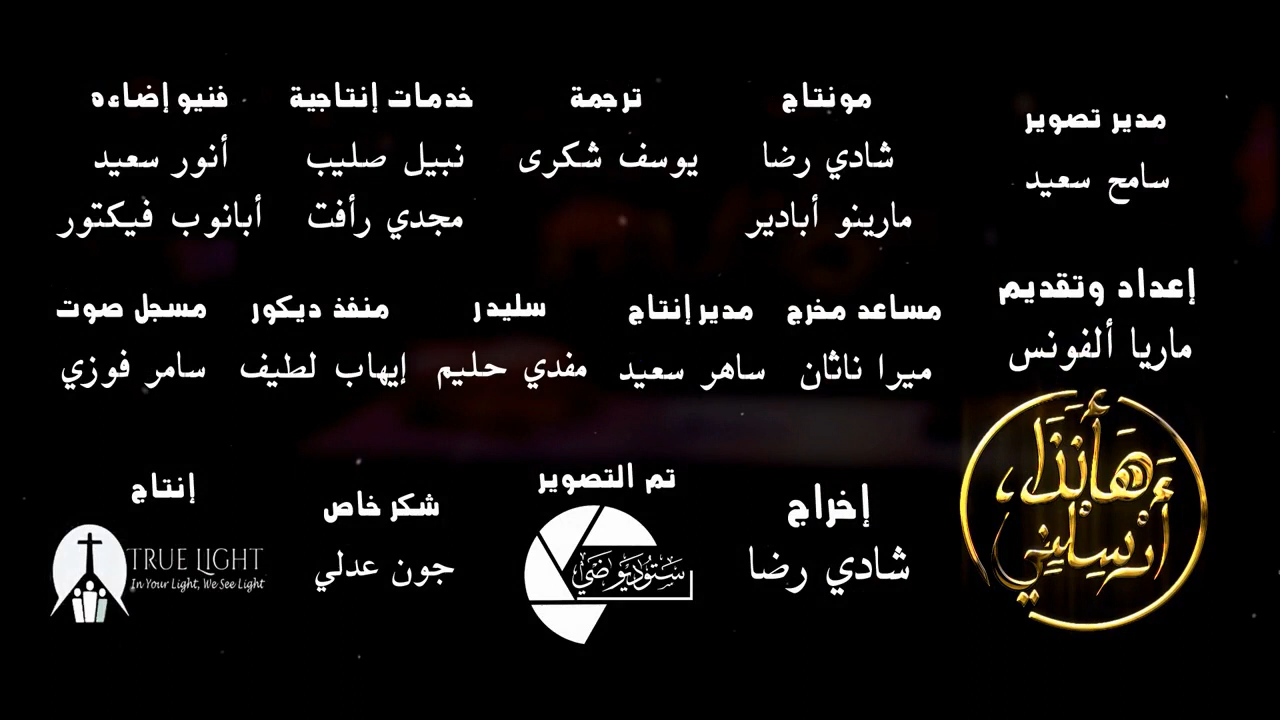 مدير تصوير
سامح سعيد
مونتاج
شادي رضا
مارينو أبادير
ترجمة
يوسف شكرى
خدمات إنتاجية
نبيل صليب
مجدي رأفت
فنيو إضاءه
أنور سعيد
أبانوب فيكتور
إعداد وتقديم
ماريا ألفونس
مساعد مخرج
ميرا ناثان
مدير إنتاج
ساهر سعيد
سليدر
مفدي حليم
منفذ ديكور
إيهاب لطيف
مسجل صوت
سامر فوزي
هَأَنَذَا،
أَرْسِلْنِي
إخراج
شادي رضا
تم التصوير
ستوديو ضي
شكر خاص
جون عدلي
إنتاج
TRUE LIGHT
In Your Light, We See Light